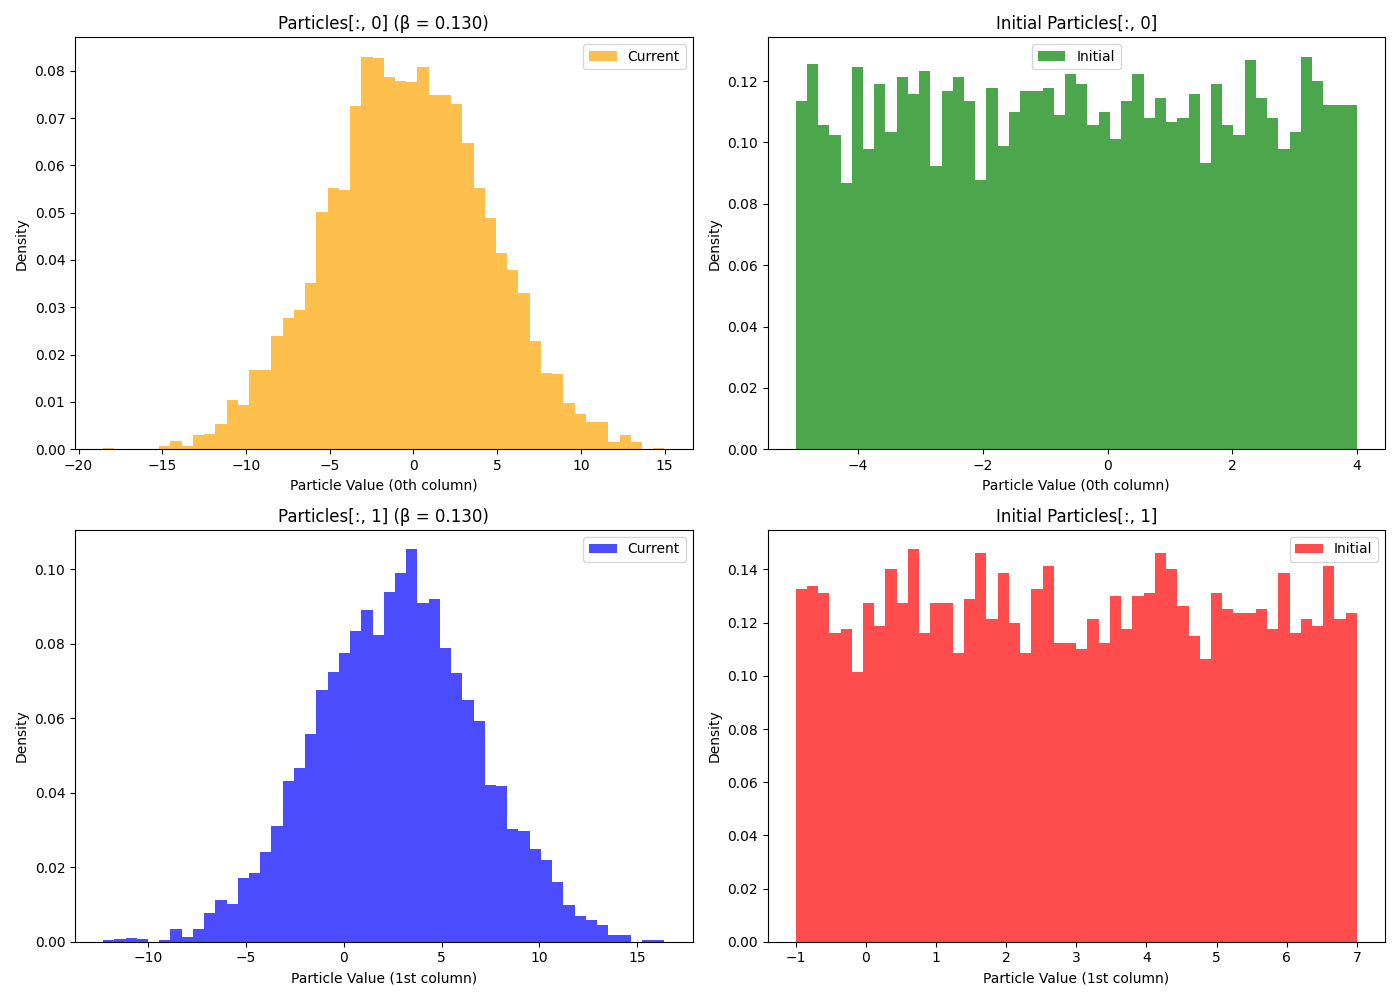 Particles[:, 0] (β = 0.130)
Current
Density
0.08
0.07
0.06
0.05
0.04
0.03
0.02
0.01
0.00
−20 −15 −10 −5 0 5 10 15
Particle Value (0th column)
Initial Particles[:, 0]
Initial
Density
0.12
0.10
0.08
0.06
0.04
0.02
0.00
−4 −2 0 2 4
Particle Value (0th column)
Particles[:, 1] (β = 0.130)
Current
Density
0.10
0.08
0.06
0.04
0.02
0.00
−10 −5 0 5 10 15
Particle Value (1st column)
Initial Particles[:, 1]
Initial
Density
0.14
0.12
0.10
0.08
0.06
0.04
0.02
0.00
−1 0 1 2 3 4 5 6 7
Particle Value (1st column)